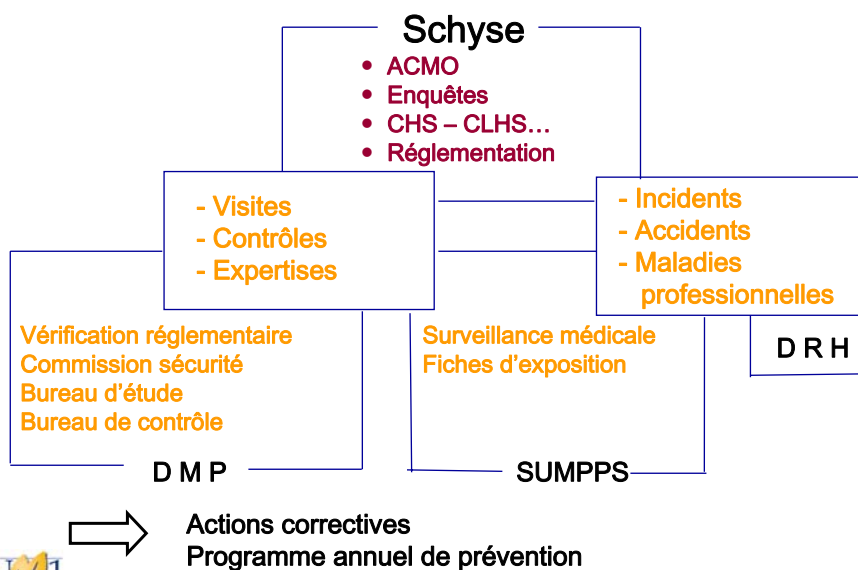 Schyse
• ACMO
• Enquêtes
• CHS – CLHS…
• Réglementation
- Visites
- Contrôles
- Expertises
- Incidents
- Accidents
- Maladies
professionnelles
Vérification réglementaire
Commission sécurité
Bureau d'étude
Bureau de contrôle
Surveillance médicale
Fiches d'exposition
D R H
D M P
SUMPPS
Actions correctives
Programme annuel de prévention